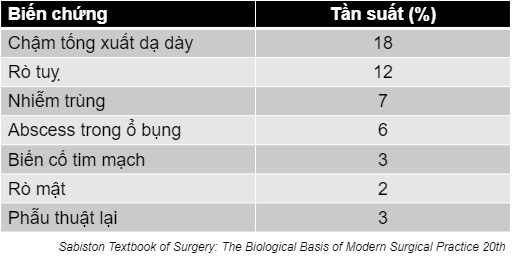 Biến chứng Tần suất (%)
Chậm tống xuất dạ dày 18
Rò tuỵ 12
Nhiễm trùng 7
Abscess trong ổ bụng 6
Biến cố tim mạch 3
Rò mật 2
Phẫu thuật lại 3
Sabiston Textbook of Surgery: The Biological Basis of Modern Surgical Practice 20th